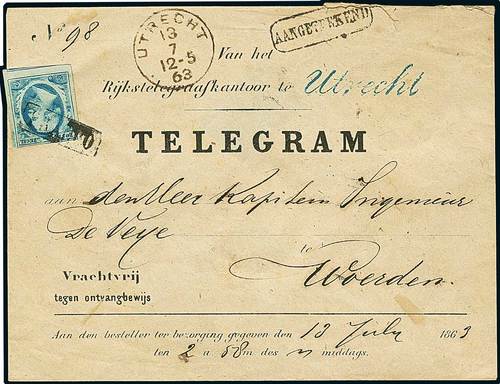 No 98
UTRECHT
13
7
12-5
63
AANGETEEKEND
Van het
Rijkstelegraafkantoor te Utrecht
TELEGRAM
aan den Heer Kapitein Ingenieur
De Veye
te
Woerden.
Vrachtvrij
tegen ontvangbewijs
Aan den besteller ter bezorging gegeven den 13 July 1863
ten 2 u 58 m des n middags.